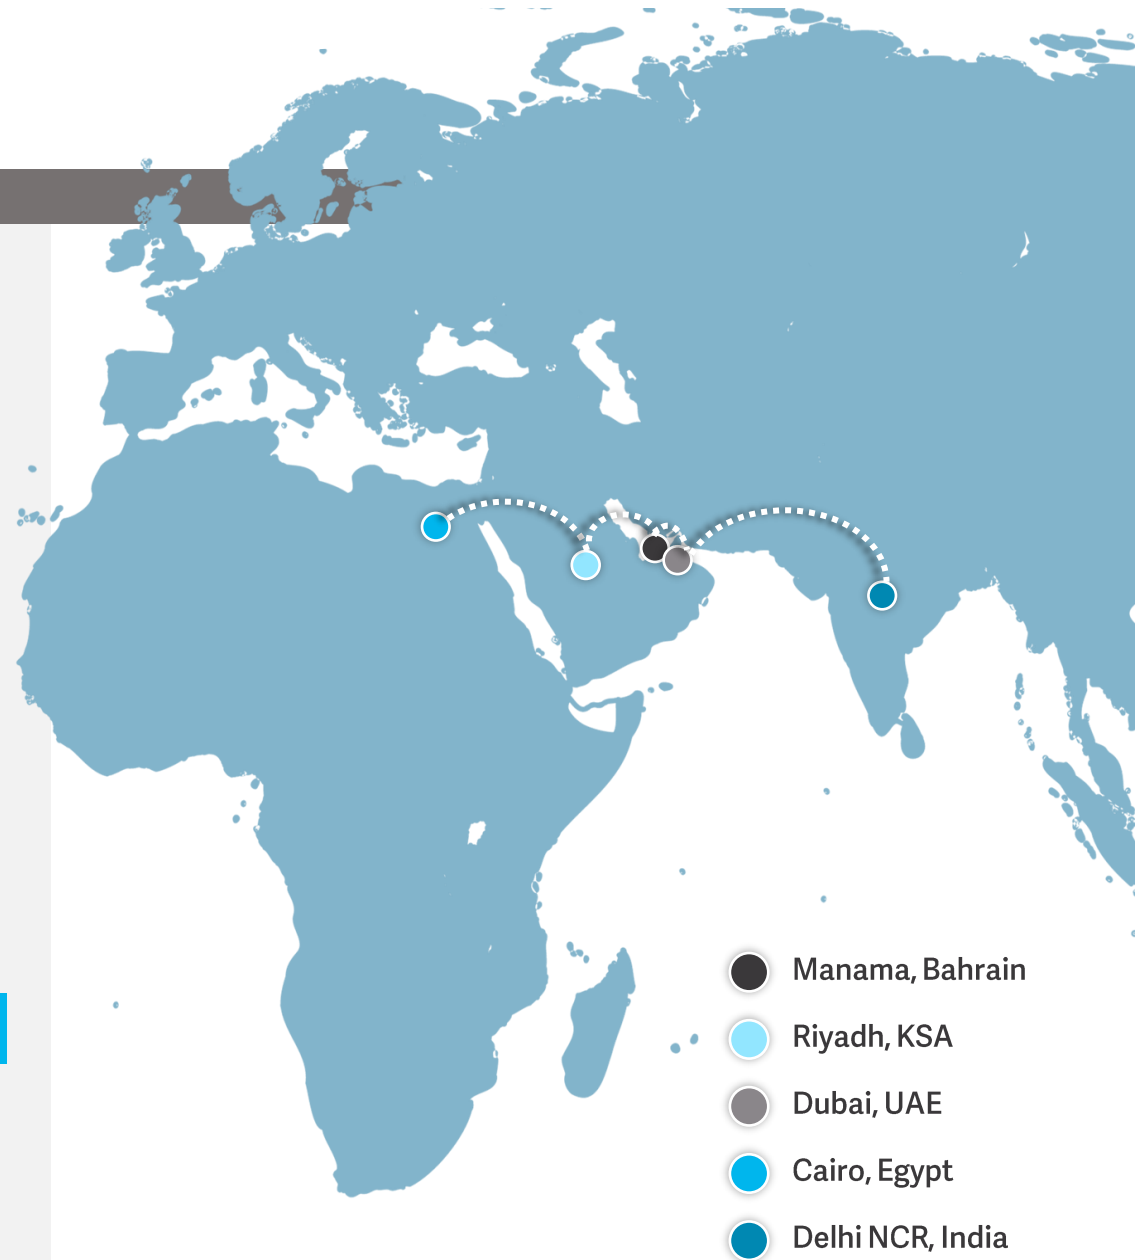 Manama, Bahrain
Riyadh, KSA
Dubai, UAE
Cairo, Egypt
Delhi NCR, India